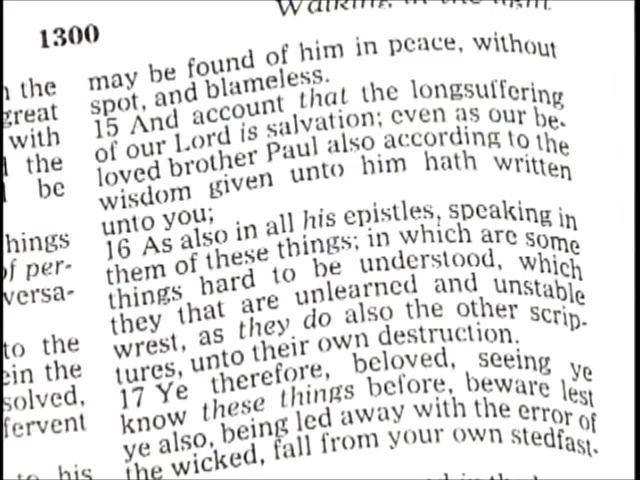 Walking in the light.
1300
the
great
with
the
be
hings
of per-
versa-
to the
ein the
solved,
fervent
to his
may be found of him in peace, without
spot, and blameless.
15 And account that the longsuffering
of our Lord is salvation; even as our be-
loved brother Paul also according to the
wisdom given unto him hath written
unto you;
16 As also in all his epistles, speaking in
them of these things; in which are some
things hard to be understood, which
they that are unlearned and unstable
wrest, as they do also the other scrip-
tures, unto their own destruction.
17 Ye therefore, beloved, seeing ye
know these things before, beware lest
ye also, being led away with the error of
the wicked, fall from your own stedfast-